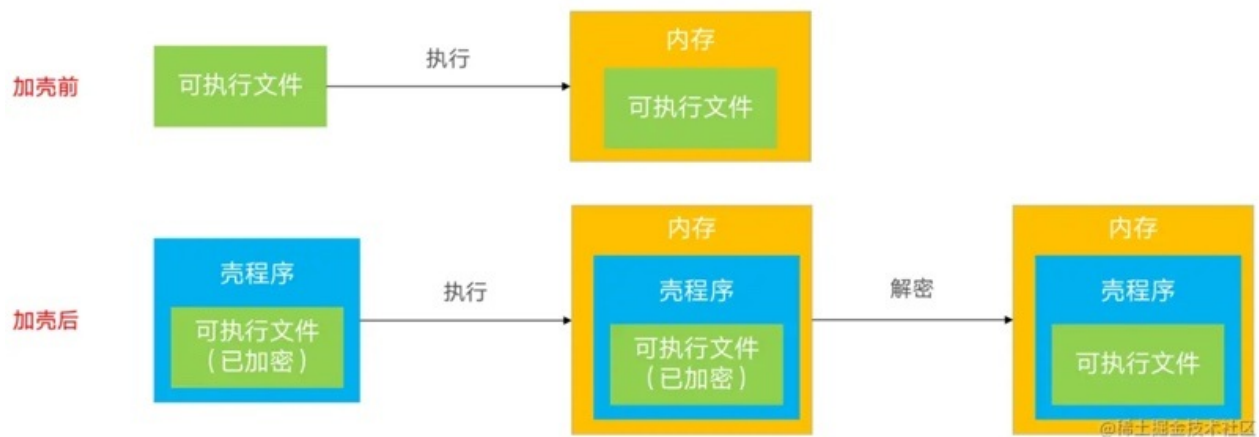 加壳前
可执行文件
执行
内存
可执行文件
加壳后
壳程序
可执行文件
(已加密)
执行
内存
壳程序
可执行文件
(已加密)
解密
内存
壳程序
可执行文件
@稀土掘金技术社区